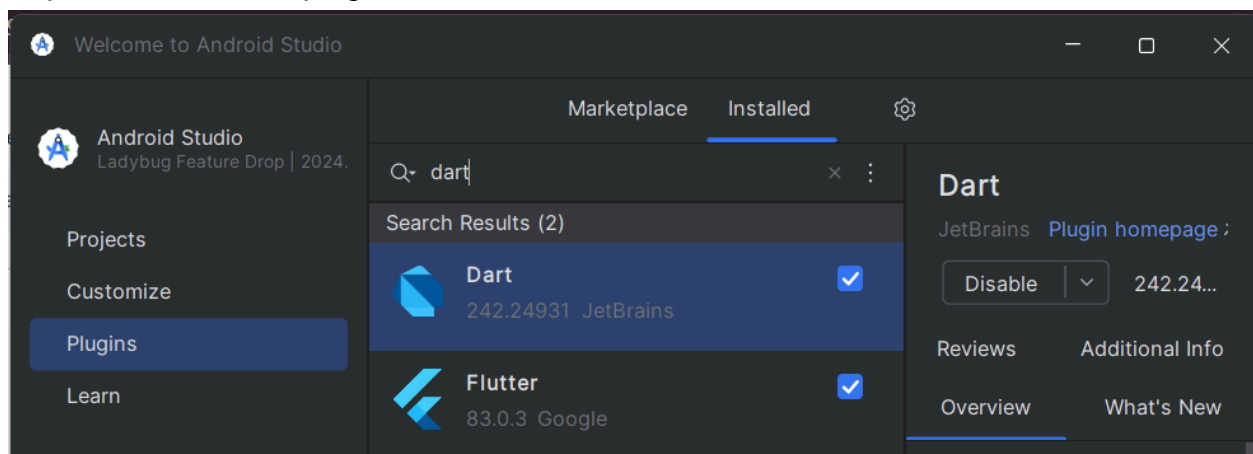 Welcome to Android Studio
Android Studio
Ladybug Feature Drop | 2024.
Projects
Customize
Plugins
Learn
Marketplace Installed
dart
Search Results (2)
Dart
242.24931 JetBrains
Flutter
83.0.3 Google
Dart
JetBrains Plugin homepage
Disable 242.24...
Reviews Additional Info
Overview What's New